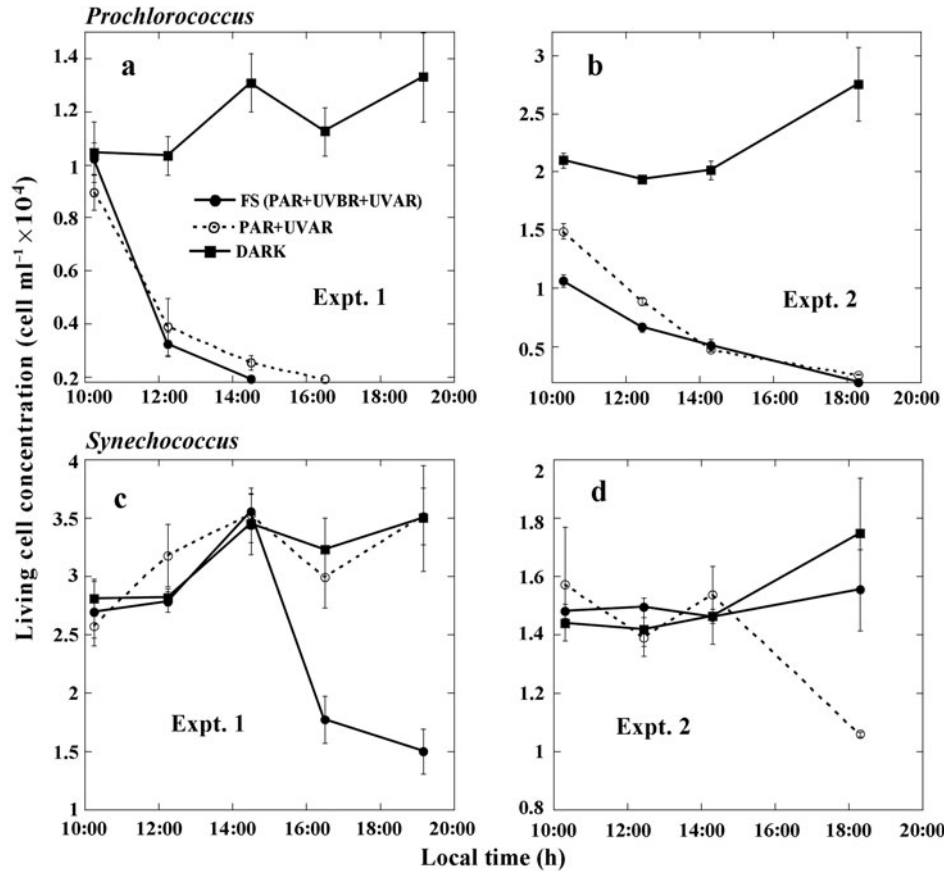 Prochlorococcus
a
b
1.4
1.2
1
0.8
0.6
0.4
0.2
3
2.5
2
1.5
1
0.5
FS (PAR+UVBR+UVAR)
PAR+UVAR
DARK
Expt. 1
Expt. 2
10:00 12:00 14:00 16:00 18:00 20:00
10:00 12:00 14:00 16:00 18:00 20:00
Living cell concentration (cell ml⁻¹ ×10⁴)
Synechococcus
c
d
4
3.5
3
2.5
2
1.5
1
2
1.8
1.6
1.4
1.2
1
0.8
Expt. 1
Expt. 2
10:00 12:00 14:00 16:00 18:00 20:00
10:00 12:00 14:00 16:00 18:00 20:00
Local time (h)